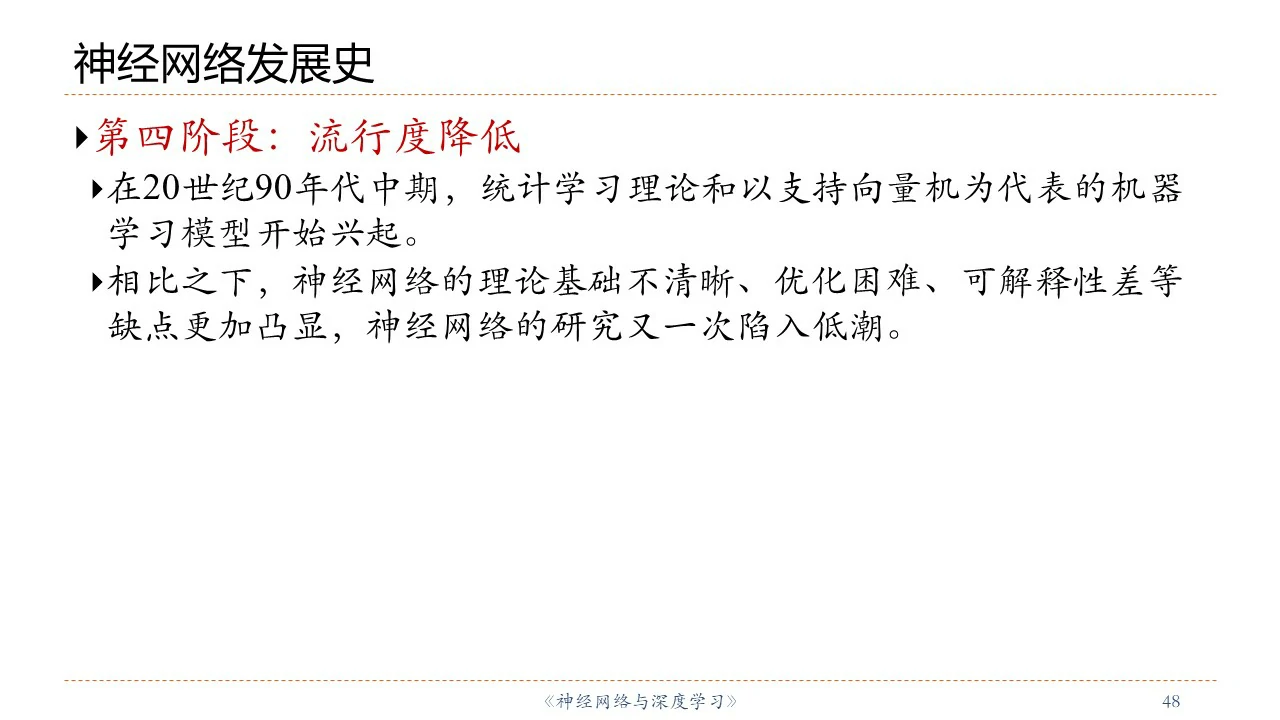 神经网络发展史
第四阶段：流行度降低
在20世纪90年代中期，统计学习理论和以支持向量机为代表的机器
学习模型开始兴起。
相比之下，神经网络的理论基础不清晰、优化困难、可解释性差等
缺点更加凸显，神经网络的研究又一次陷入低潮。
《神经网络与深度学习》
48